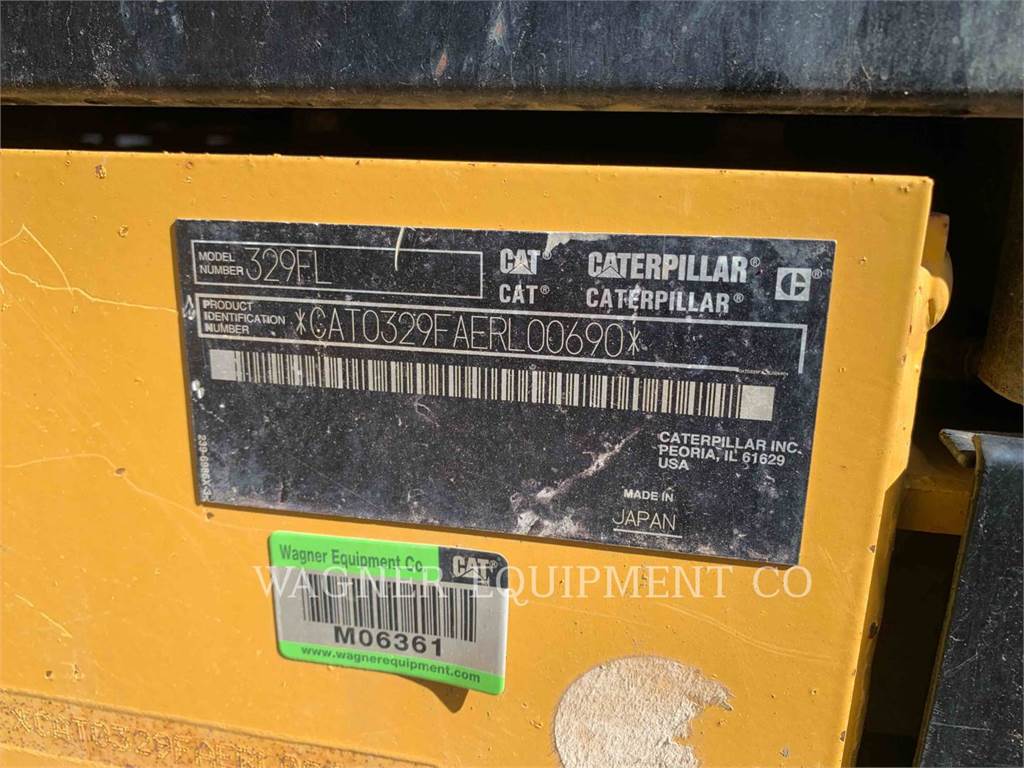 MODEL NUMBER 329FL
CAT® CATERPILLAR®
CAT® CATERPILLAR®
PRODUCT IDENTIFICATION NUMBER *CAT0329FAERL00690*
CATERPILLAR INC.
PEORIA, IL 61629
USA
MADE IN
JAPAN
Wagner Equipment Co. CAT®
WAGNER EQUIPMENT CO
M06361
www.wagnerequipment.com